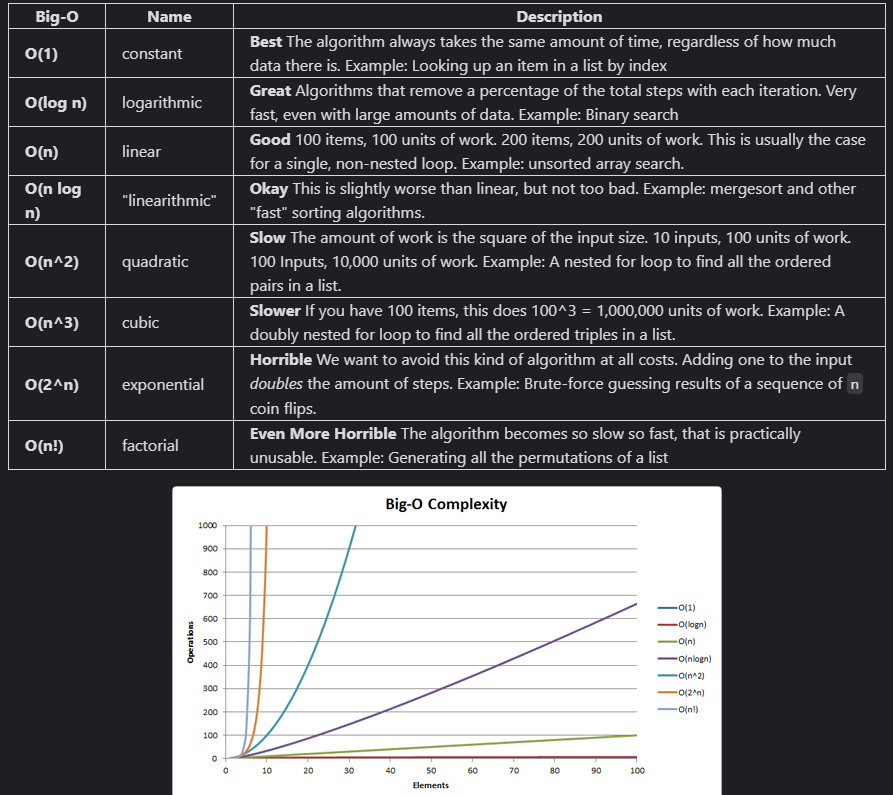 Big-O Name Description
O(1) constant Best The algorithm always takes the same amount of time, regardless of how much
data there is. Example: Looking up an item in a list by index
O(log n) logarithmic Great Algorithms that remove a percentage of the total steps with each iteration. Very
fast, even with large amounts of data. Example: Binary search
O(n) linear Good 100 items, 100 units of work. 200 items, 200 units of work. This is usually the case
for a single, non-nested loop. Example: unsorted array search.
O(n log
n)
"linearithmic"
Okay This is slightly worse than linear, but not too bad. Example: mergesort and other
"fast" sorting algorithms.
O(n^2) quadratic
Slow The amount of work is the square of the input size. 10 inputs, 100 units of work.
100 Inputs, 10,000 units of work. Example: A nested for loop to find all the ordered
pairs in a list.
O(n^3) cubic
Slower If you have 100 items, this does 100^3 = 1,000,000 units of work. Example: A
doubly nested for loop to find all the ordered triples in a list.
O(2^n) exponential
Horrible We want to avoid this kind of algorithm at all costs. Adding one to the input
doubles the amount of steps. Example: Brute-force guessing results of a sequence of n
coin flips.
O(n!) factorial
Even More Horrible The algorithm becomes so slow so fast, that is practically
unusable. Example: Generating all the permutations of a list
Big-O Complexity
1000
900
800
700
600
500
400
300
200
100
0
Operations
0 10 20 30 40 50 60 70 80 90 100
Elements
O(1)
O(logn)
O(n)
O(nlogn)
O(n^2)
O(2^n)
O(n!)